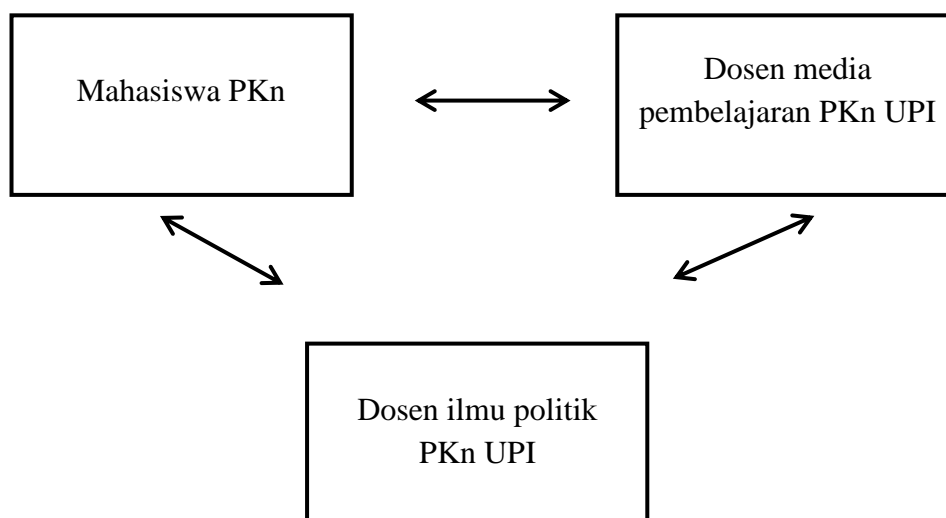 Mahasiswa PKn
Dosen media
pembelajaran PKn UPI
Dosen ilmu politik
PKn UPI